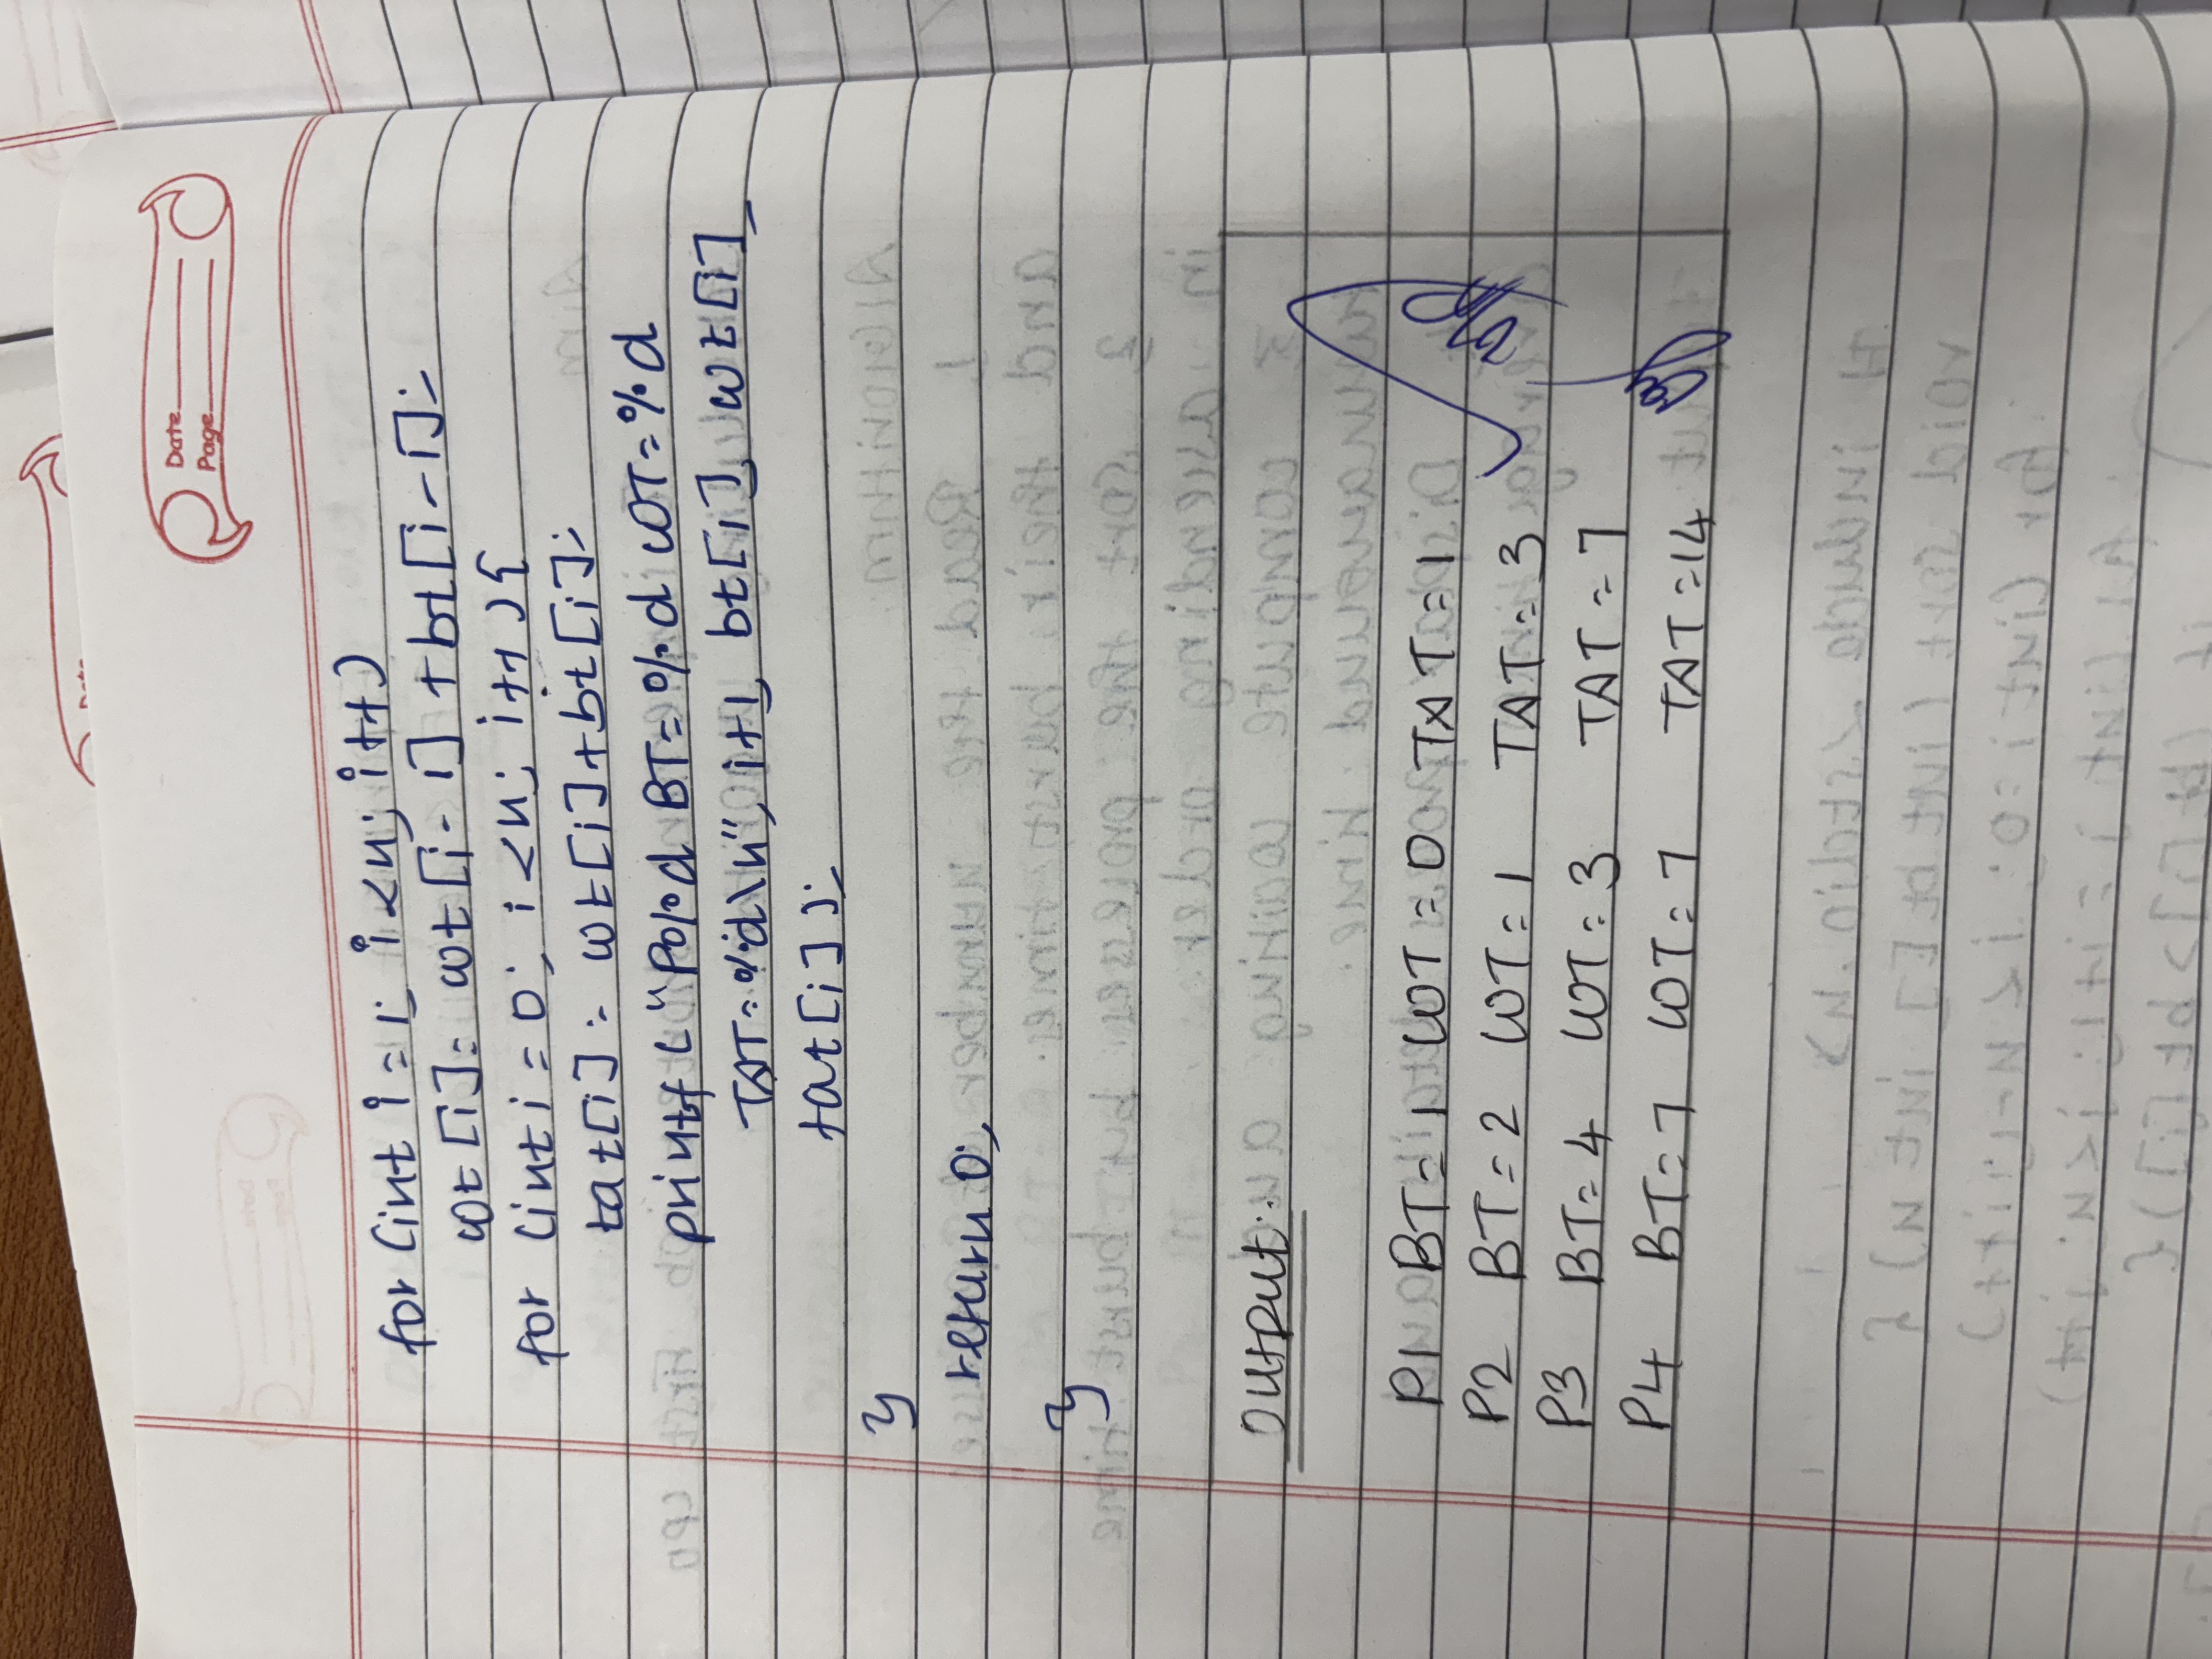 Date
Page
for (int i = 1; i < n; i++)
wt[i] = wt[i-1] + bt[i-1];
for (int i = 0; i < n; i++) {
tat[i] = wt[i] + bt[i];
printf ("P%d BT=%d WT=%d
TAT=%d\n", i+1, bt[i], wt[i],
tat[i]);
}
return 0;
}
Output:
P1 BT=1 WT=0 TAT=1
P2 BT=2 WT=1 TAT=3
P3 BT=4 WT=3 TAT=7
P4 BT=7 WT=7 TAT=14